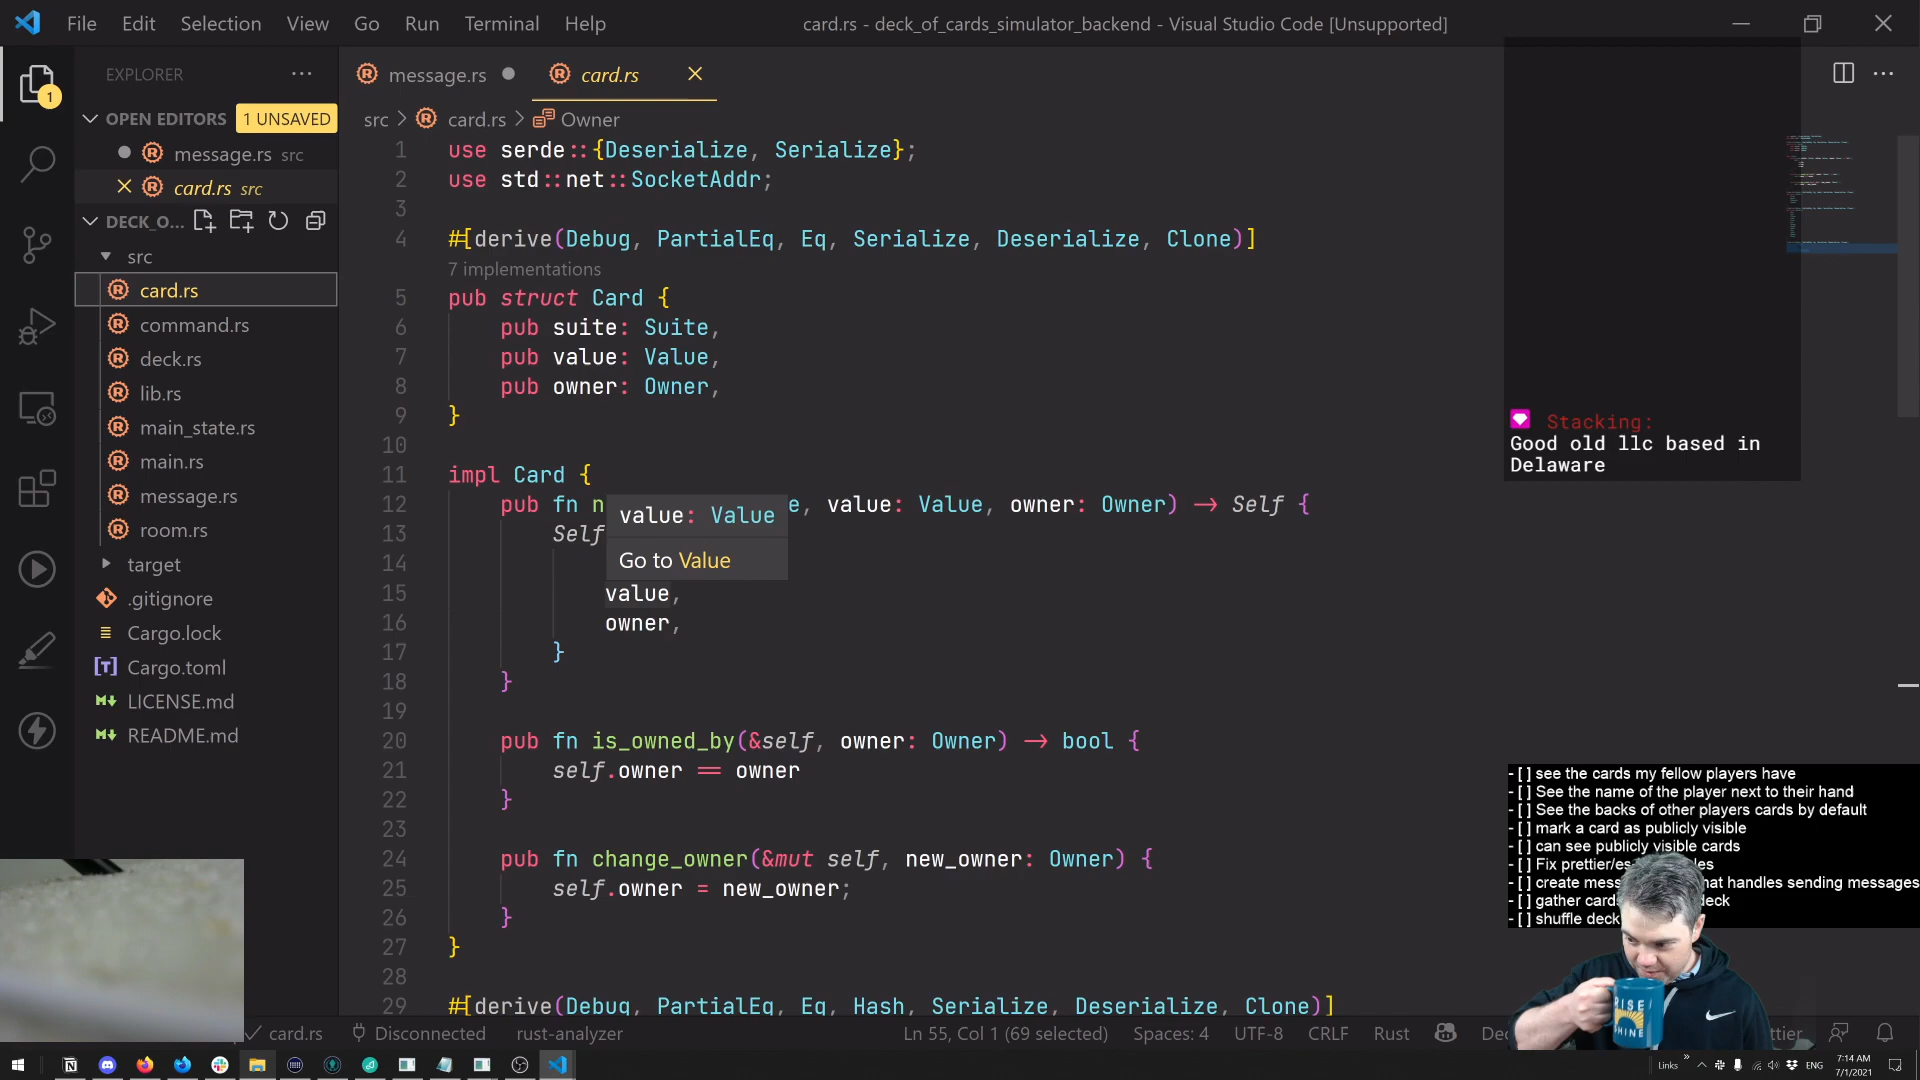 File Edit Selection View Go Run Terminal Help
card.rs - deck_of_cards_simulator_backend - Visual Studio Code [Unsupported]
EXPLORER
message.rs
card.rs
OPEN EDITORS
1 UNSAVED
message.rs src
card.rs src
DECK_O...
src
card.rs
command.rs
deck.rs
lib.rs
main_state.rs
main.rs
message.rs
room.rs
target
.gitignore
Cargo.lock
Cargo.toml
LICENSE.md
README.md
1
src > card.rs > Owner
1 use serde::{Deserialize, Serialize};
2 use std::net::SocketAddr;
3
4 #[derive(Debug, PartialEq, Eq, Serialize, Deserialize, Clone)]
7 implementations
5 pub struct Card {
6 pub suite: Suite,
7 pub value: Value,
8 pub owner: Owner,
9 }
10
11 impl Card {
12 pub fn n e, value: Value, owner: Owner) -> Self {
value: Value
Go to Value
13 Self
14
15 value,
16 owner,
17 }
18 }
19
20 pub fn is_owned_by(&self, owner: Owner) -> bool {
21 self.owner == owner
22 }
23
24 pub fn change_owner(&mut self, new_owner: Owner) {
25 self.owner = new_owner;
26 }
27 }
28
29 #[derive(Debug, PartialEq, Eq, Hash, Serialize, Deserialize, Clone)]
Stacking:
Good old llc based in
Delaware
- [ ] see the cards my fellow players have
- [ ] See the name of the player next to their hand
- [ ] See the backs of other players cards by default
- [ ] mark a card as publicly visible
- [ ] can see publicly visible cards
- [ ] Fix prettier/es les
- [ ] create mess hat handles sending messages
- [ ] gather cards deck
- [ ] shuffle deck
RISE
SHINE
card.rs Disconnected rust-analyzer Ln 55, Col 1 (69 selected) Spaces: 4 UTF-8 CRLF Rust Dec ttier
Links ENG
7:14 AM
7/1/2021